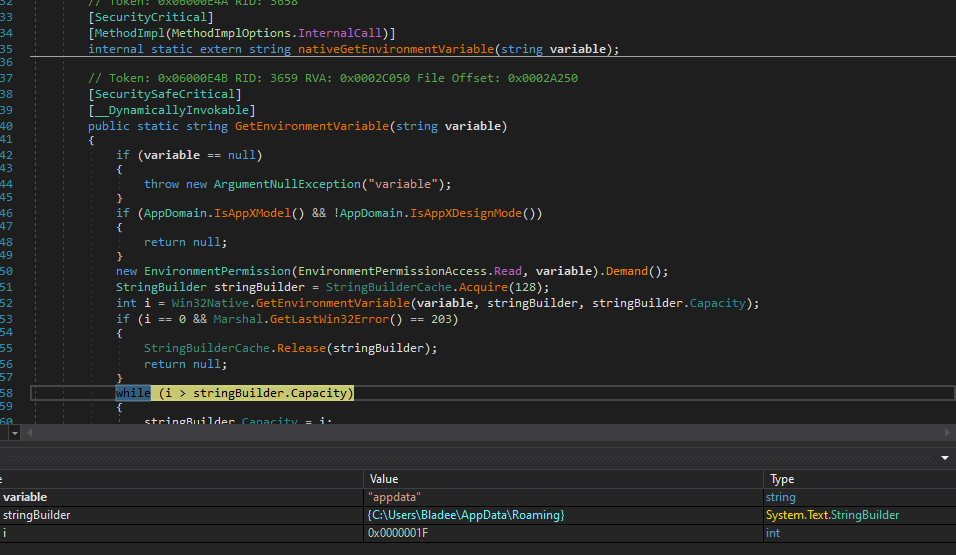 32 // Token: 0x06000E4A RID: 3658
33 [SecurityCritical]
34 [MethodImpl(MethodImplOptions.InternalCall)]
35 internal static extern string nativeGetEnvironmentVariable(string variable);
36
37 // Token: 0x06000E4B RID: 3659 RVA: 0x0002C050 File Offset: 0x0002A250
38 [SecuritySafeCritical]
39 [__DynamicallyInvokable]
40 public static string GetEnvironmentVariable(string variable)
41 {
42 if (variable == null)
43 {
44 throw new ArgumentNullException("variable");
45 }
46 if (AppDomain.IsAppXModel() && !AppDomain.IsAppXDesignMode())
47 {
48 return null;
49 }
50 new EnvironmentPermission(EnvironmentPermissionAccess.Read, variable).Demand();
51 StringBuilder stringBuilder = StringBuilderCache.Acquire(128);
52 int i = Win32Native.GetEnvironmentVariable(variable, stringBuilder, stringBuilder.Capacity);
53 if (i == 0 && Marshal.GetLastWin32Error() == 203)
54 {
55 StringBuilderCache.Release(stringBuilder);
56 return null;
57 }
58 while (i > stringBuilder.Capacity)
59 {
60 stringBuilder.Capacity = i;
Value Type
variable "appdata" string
stringBuilder {C:\Users\Bladee\AppData\Roaming} System.Text.StringBuilder
i 0x0000001F int